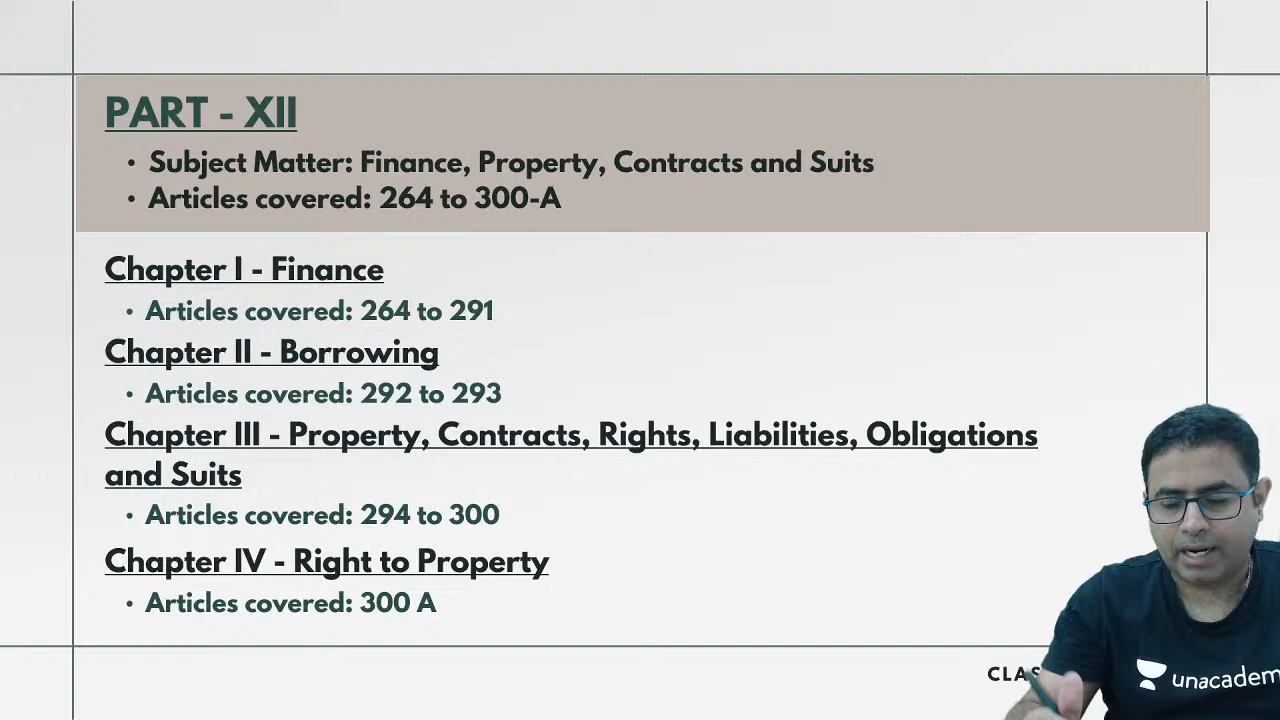 PART - XII
• Subject Matter: Finance, Property, Contracts and Suits
• Articles covered: 264 to 300-A
Chapter I - Finance
• Articles covered: 264 to 291
Chapter II - Borrowing
• Articles covered: 292 to 293
Chapter III - Property, Contracts, Rights, Liabilities, Obligations
and Suits
• Articles covered: 294 to 300
Chapter IV - Right to Property
• Articles covered: 300 A
CLAS
unacadem